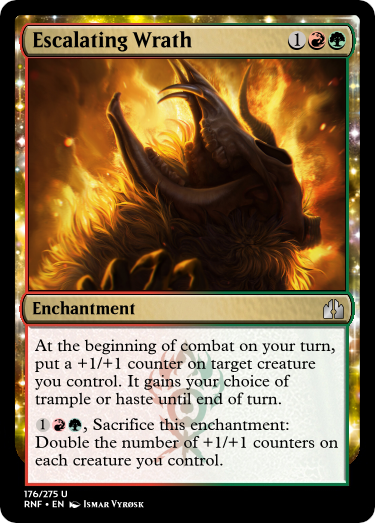 Escalating Wrath 1
Enchantment
At the beginning of combat on your turn,
put a +1/+1 counter on target creature
you control. It gains your choice of
trample or haste until end of turn.
1, Sacrifice this enchantment:
Double the number of +1/+1 counters on
each creature you control.
176/275 U
RNF • EN Ismar Vyrøsk